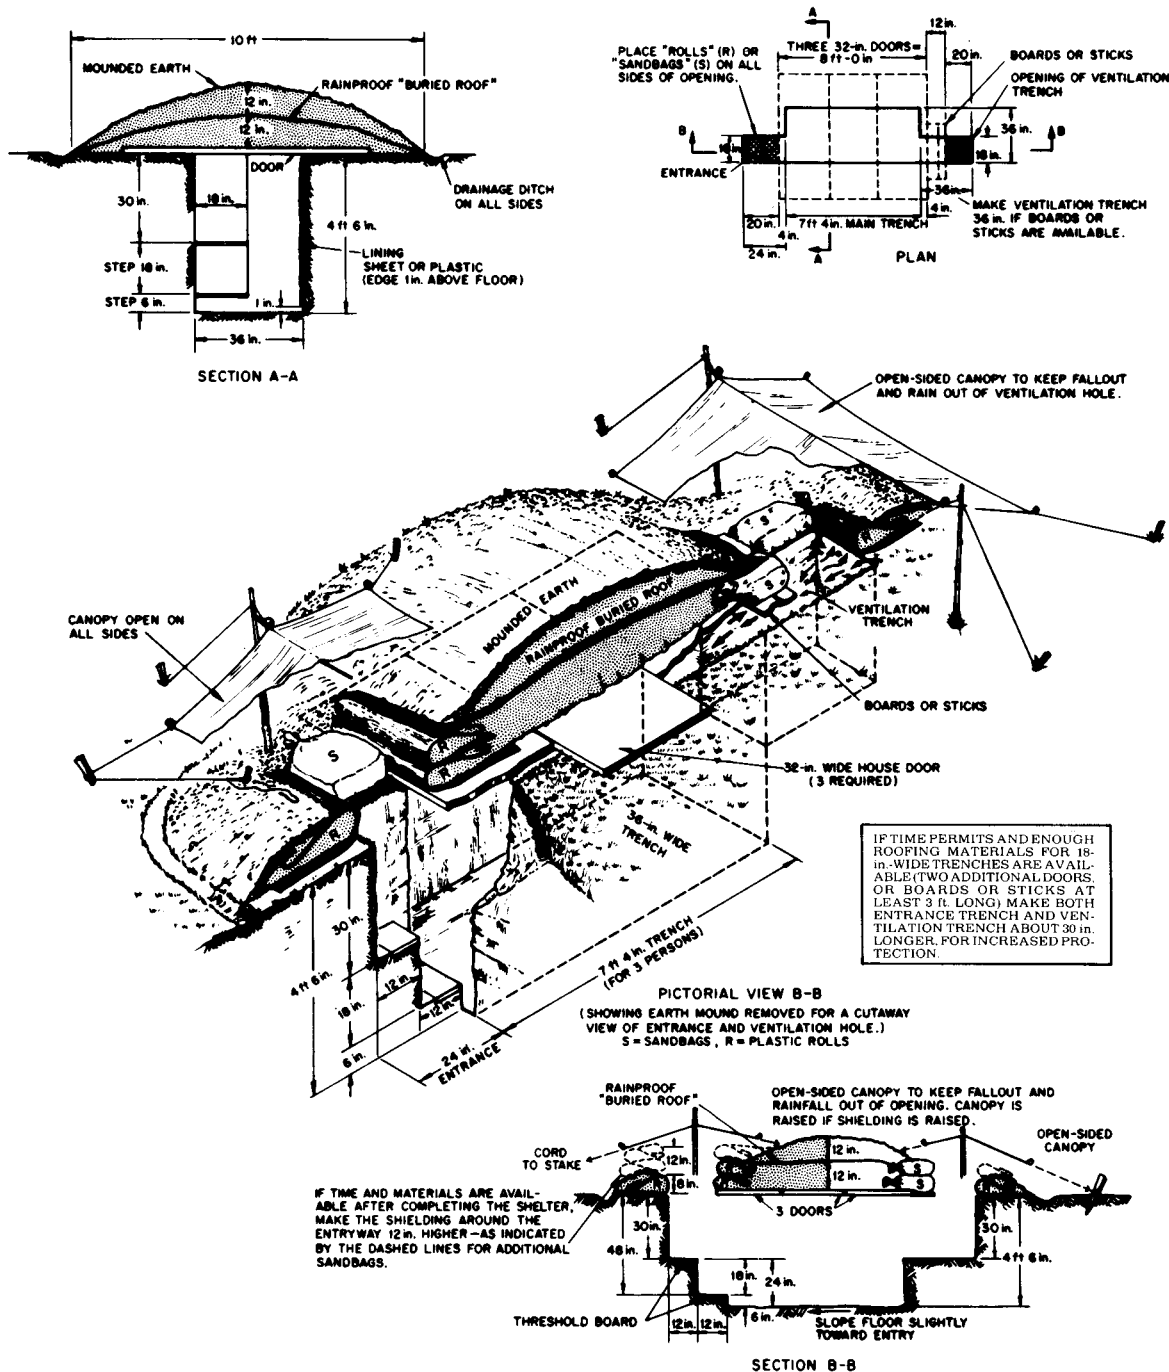 10 ft
MOUNDED EARTH
RAINPROOF "BURIED ROOF"
12 in.
12 in.
DOOR
18 in.
30 in.
4 ft 6 in.
DRAINAGE DITCH
ON ALL SIDES
STEP 18 in.
LINING
SHEET OR PLASTIC
(EDGE 1 in. ABOVE FLOOR)
STEP 6 in.
1 in.
36 in.
SECTION A-A
A
12 in.
PLACE "ROLLS" (R) OR
"SANDBAGS" (S) ON ALL
SIDES OF OPENING.
THREE 32-in. DOORS=
8 ft-0 in.
BOARDS OR STICKS
20 in.
OPENING OF VENTILATION
TRENCH
B
18 in.
36 in.
B
18 in.
ENTRANCE
36 in.
MAKE VENTILATION TRENCH
36 in. IF BOARDS OR
STICKS ARE AVAILABLE.
20 in.
7 ft 4 in. MAIN TRENCH
4 in.
4 in.
24 in.
A
PLAN
OPEN-SIDED CANOPY TO KEEP FALLOUT
AND RAIN OUT OF VENTILATION HOLE.
S
S
MOUNDED EARTH
RAINPROOF BURIED ROOF
CANOPY OPEN ON
ALL SIDES
VENTILATION
TRENCH
BOARDS OR STICKS
S
R
R
R
32-in. WIDE HOUSE DOOR
(3 REQUIRED)
36-in. WIDE
TRENCH
IF TIME PERMITS AND ENOUGH
ROOFING MATERIALS FOR 18-
in.-WIDE TRENCHES ARE AVAIL-
ABLE (TWO ADDITIONAL DOORS,
OR BOARDS OR STICKS AT
LEAST 3 ft. LONG) MAKE BOTH
ENTRANCE TRENCH AND VEN-
TILATION TRENCH ABOUT 30 in.
LONGER, FOR INCREASED PRO-
TECTION.
30 in.
4 ft 6 in.
12 in.
18 in.
12 in.
6 in.
24 in.
ENTRANCE
7 ft 4 in. TRENCH
(FOR 3 PERSONS)
PICTORIAL VIEW B-B
(SHOWING EARTH MOUND REMOVED FOR A CUTAWAY
VIEW OF ENTRANCE AND VENTILATION HOLE.)
S = SANDBAGS, R = PLASTIC ROLLS
RAINPROOF
"BURIED ROOF"
OPEN-SIDED CANOPY TO KEEP FALLOUT AND
RAINFALL OUT OF OPENING. CANOPY IS
RAISED IF SHIELDING IS RAISED.
CORD
TO STAKE
OPEN-SIDED
CANOPY
12 in.
8 in.
12 in.
12 in.
S
S
3 DOORS
IF TIME AND MATERIALS ARE AVAIL-
ABLE AFTER COMPLETING THE SHELTER,
MAKE THE SHIELDING AROUND THE
ENTRYWAY 12 in. HIGHER—AS INDICATED
BY THE DASHED LINES FOR ADDITIONAL
SANDBAGS.
30 in.
48 in.
30 in.
4 ft 6 in.
18 in.
24 in.
THRESHOLD BOARD
12 in.
12 in.
6 in.
SLOPE FLOOR SLIGHTLY
TOWARD ENTRY
SECTION B-B